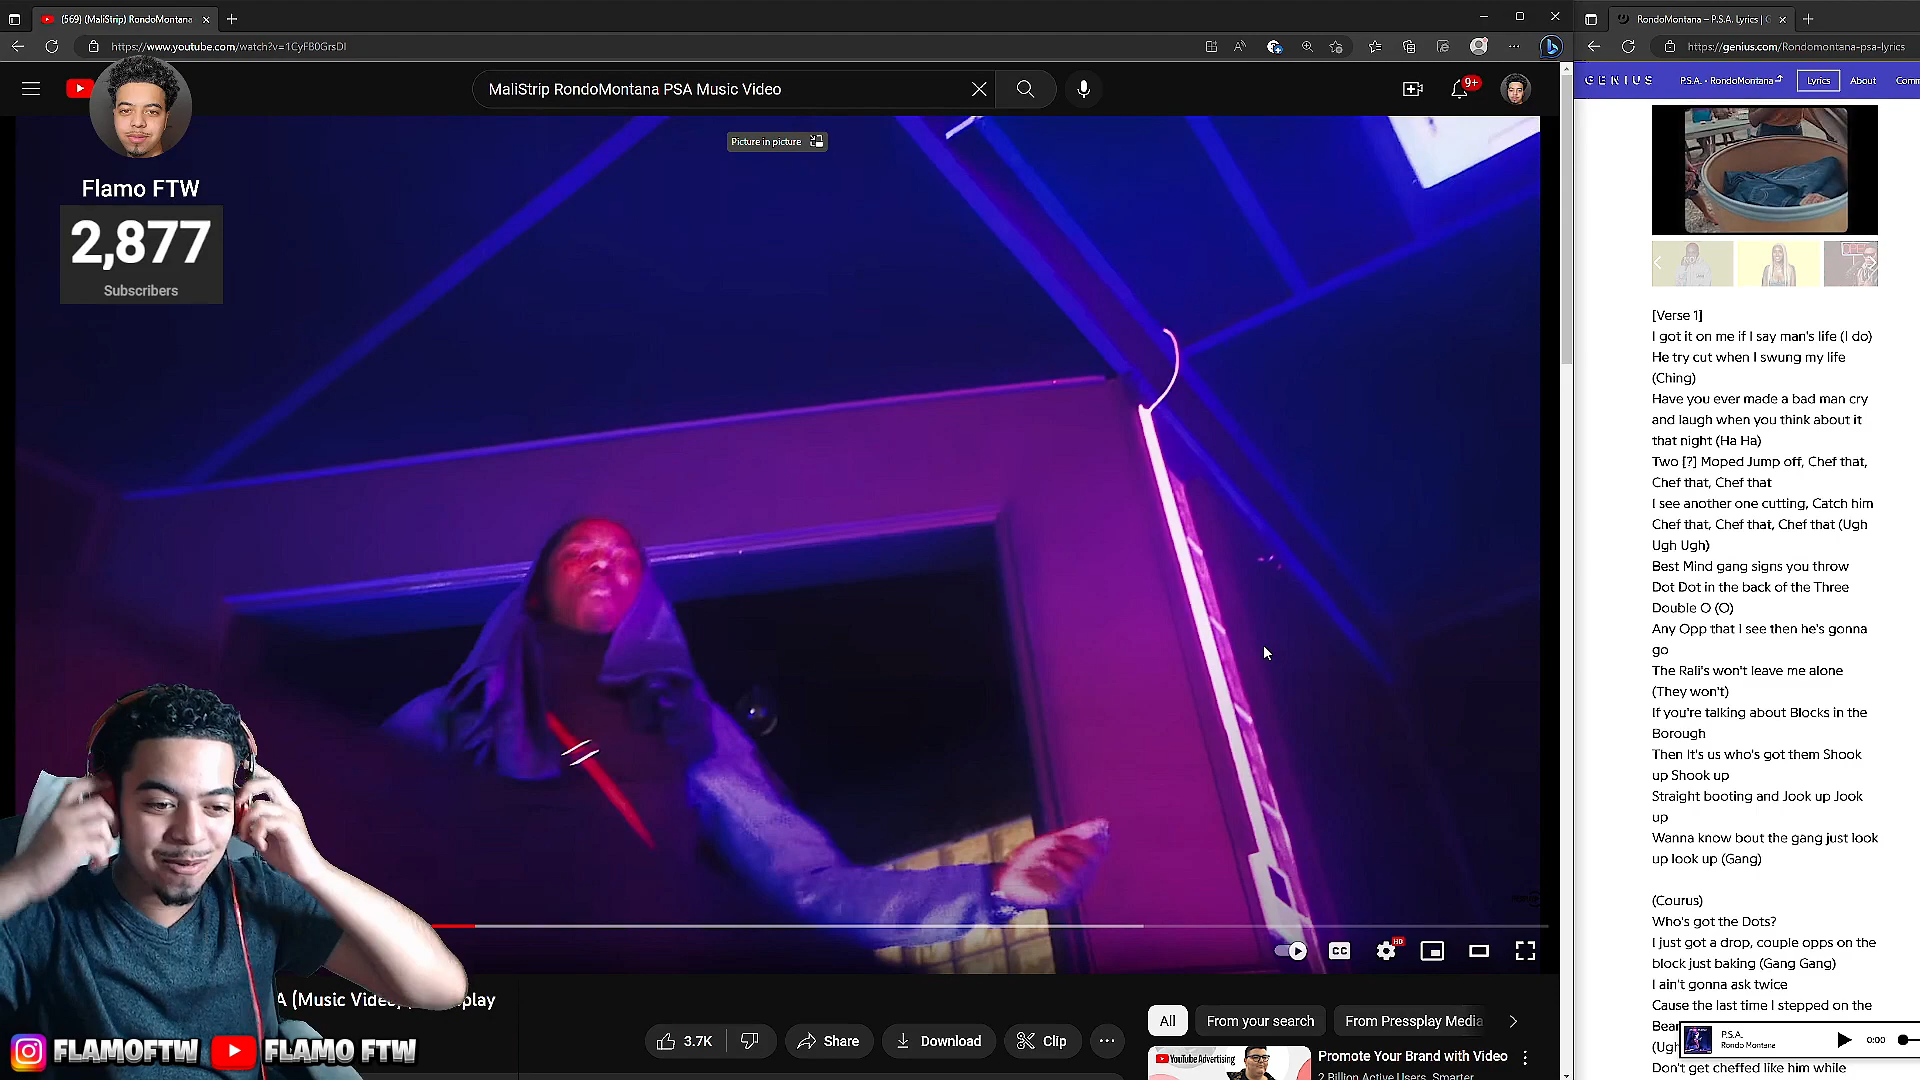 (569) (MaliStrip) RondoMontana
https://www.youtube.com/watch?v=1CyFB0GrsDI
MaliStrip RondoMontana PSA Music Video
9+
Picture in picture
Flamo FTW
2,877
Subscribers
CC
HD
A (Music Video)
play
3.7K
Share
Download
Clip
All
From your search
From Pressplay Media
YouTube Advertising
Promote Your Brand with Video
2 Billion Active Users, Smarter
FLAMOFTW
FLAMO FTW
RondoMontana – P.S.A. Lyrics | G
https://genius.com/Rondomontana-psa-lyrics
GENIUS
P.S.A. • RondoMontana
Lyrics
About
Comm
[Verse 1]
I got it on me if I say man's life (I do)
He try cut when I swung my life
(Ching)
Have you ever made a bad man cry
and laugh when you think about it
that night (Ha Ha)
Two [?] Moped Jump off, Chef that,
Chef that, Chef that
I see another one cutting, Catch him
Chef that, Chef that, Chef that (Ugh
Ugh Ugh)
Best Mind gang signs you throw
Dot Dot in the back of the Three
Double O (O)
Any Opp that I see then he's gonna
go
The Rali's won't leave me alone
(They won't)
If you're talking about Blocks in the
Borough
Then It's us who's got them Shook
up Shook up
Straight booting and Jook up Jook
up
Wanna know bout the gang just look
up look up (Gang)
(Courus)
Who's got the Dots?
I just got a drop, couple opps on the
block just baking (Gang Gang)
I ain't gonna ask twice
Cause the last time I stepped on the
Bear
(Ugh
P.S.A.
Rondo Montana
0:00
Don't get cheffed like him while